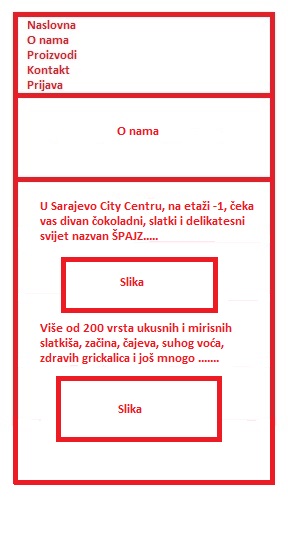 Naslovna
O nama
Proizvodi
Kontakt
Prijava
O nama
U Sarajevo City Centru, na etaži -1, čeka
vas divan čokoladni, slatki i delikatesni
svijet nazvan ŠPAJZ.....
Slika
Više od 200 vrsta ukusnih i mirisnih
slatkiša, začina, čajeva, suhog voća,
zdravih grickalica i još mnogo .......
Slika